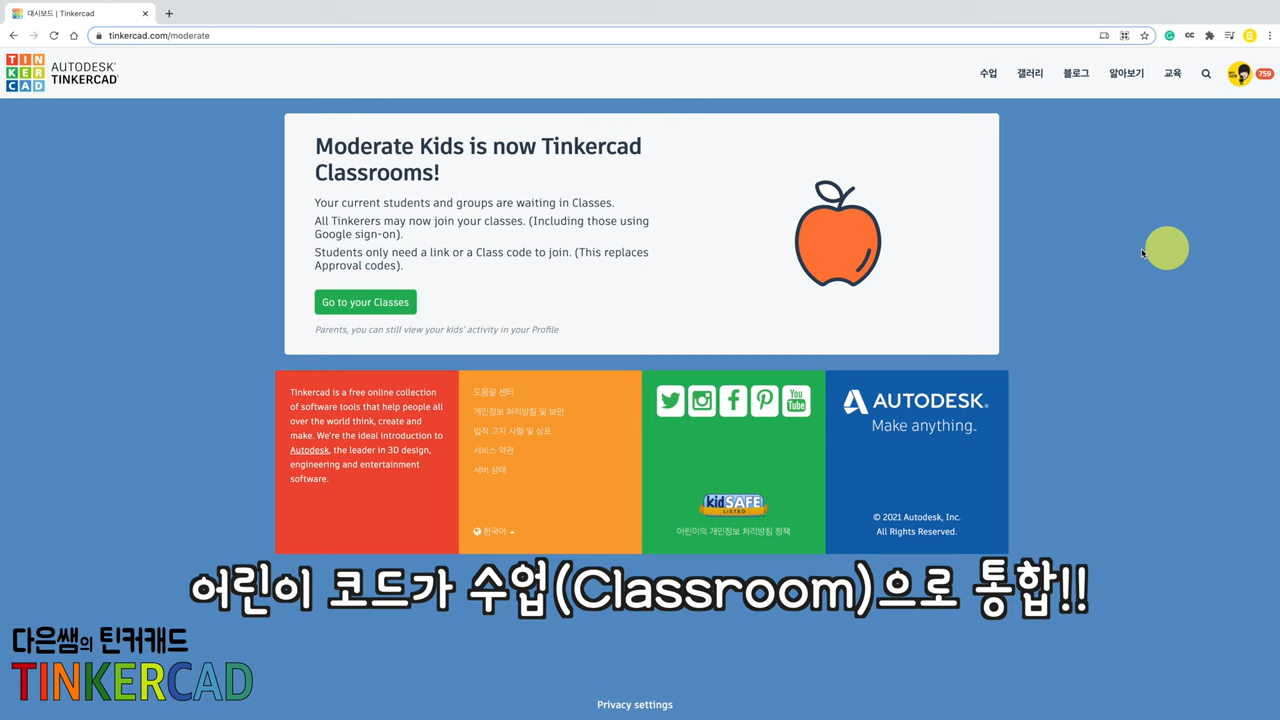 대시보드 | Tinkercad
tinkercad.com/moderate
TINKERCAD
AUTODESK®
TINKERCAD®
수업 갤러리 블로그 알아보기 교육 759
Moderate Kids is now Tinkercad
Classrooms!
Your current students and groups are waiting in Classes.
All Tinkerers may now join your classes. (Including those using
Google sign-on).
Students only need a link or a Class code to join. (This replaces
Approval codes).
Go to your Classes
Parents, you can still view your kids' activity in your Profile
Tinkercad is a free online collection
of software tools that help people all
over the world think, create and
make. We're the ideal introduction to
Autodesk, the leader in 3D design,
engineering and entertainment
software.
도움말 센터
개인정보 처리방침 및 보안
법적 고지 사항 및 상표
서비스 약관
서버 상태
한국어
You
Tube
kidSAFE
LISTED
어린이의 개인정보 처리방침 정책
AUTODESK®
Make anything™
© 2021 Autodesk, Inc.
All Rights Reserved.
어린이 코드가 수업(Classroom)으로 통합!!
다은쌤의 틴커캐드
TINKERCAD
Privacy settings